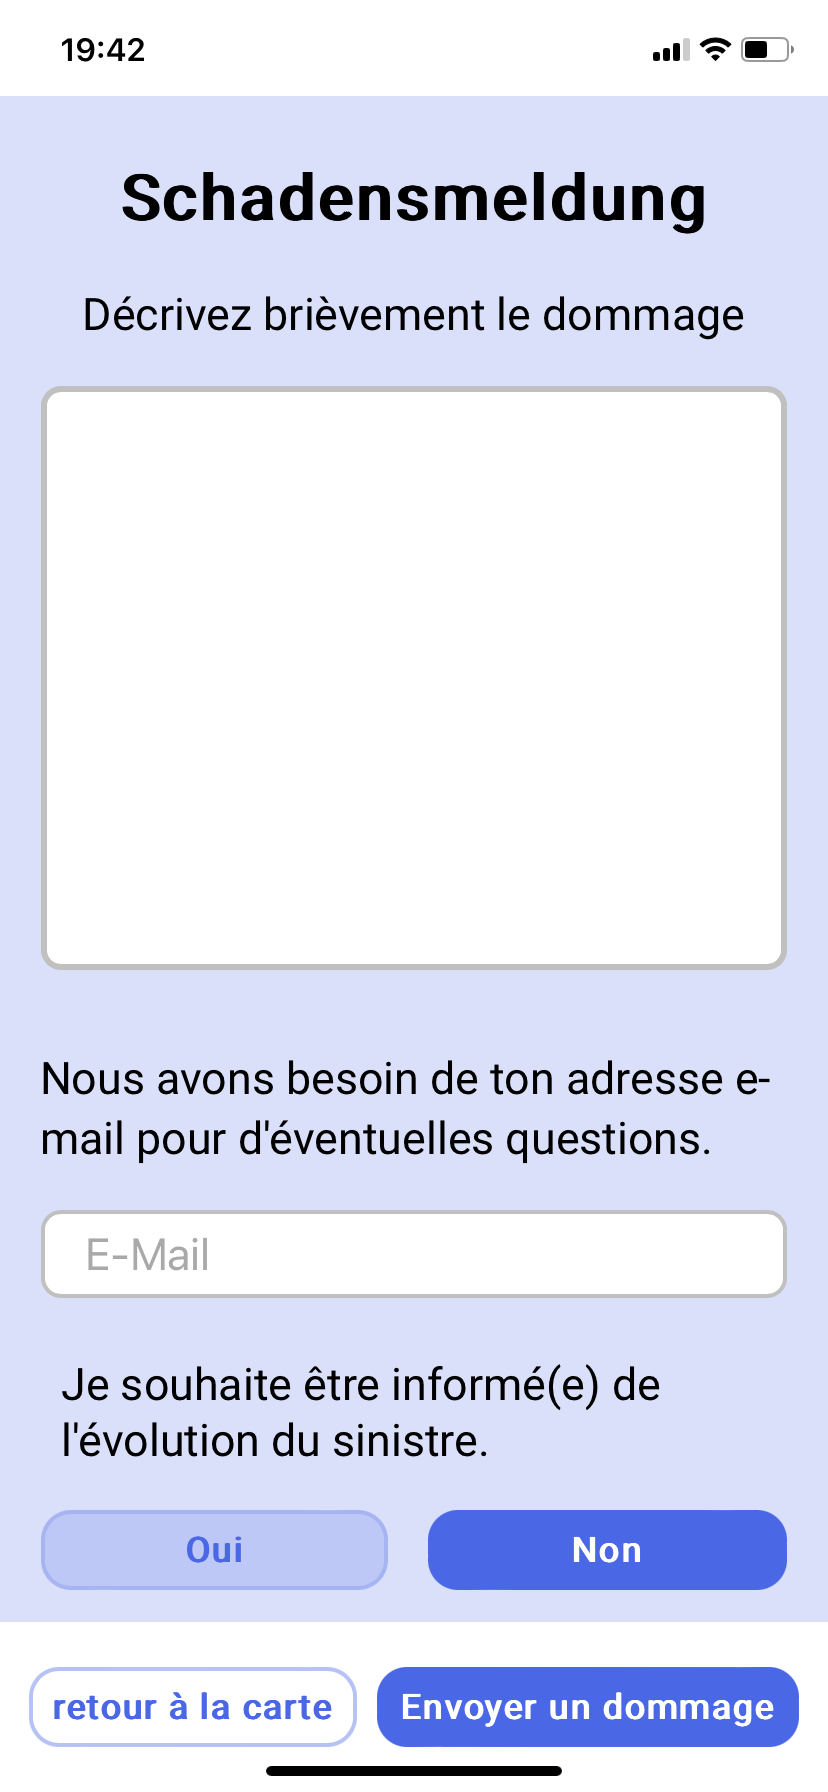 19:42
Schadensmeldung
Décrivez brièvement le dommage
Nous avons besoin de ton adresse e-
mail pour d'éventuelles questions.
E-Mail
Je souhaite être informé(e) de
l'évolution du sinistre.
Oui
Non
retour à la carte
Envoyer un dommage